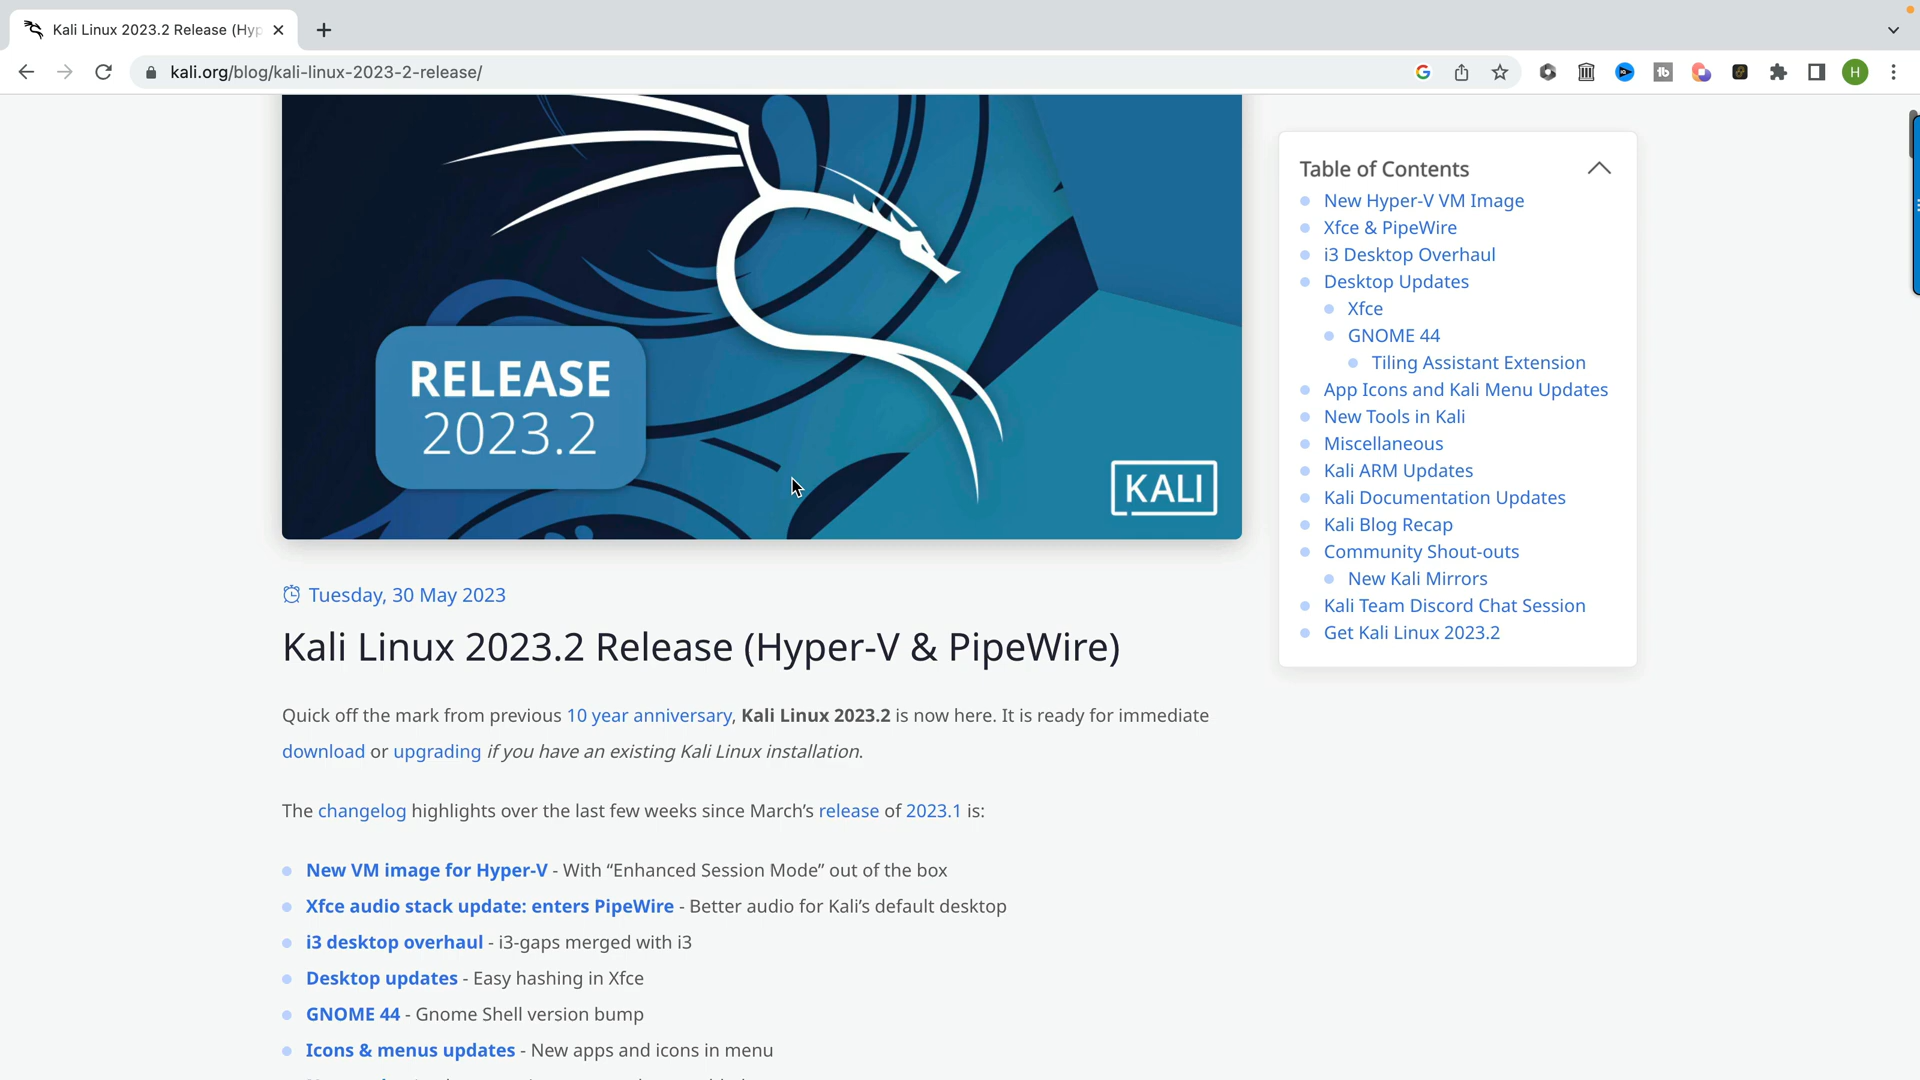 Kali Linux 2023.2 Release (Hyp
kali.org/blog/kali-linux-2023-2-release/
H
RELEASE
2023.2
KALI
Table of Contents
New Hyper-V VM Image
Xfce & PipeWire
i3 Desktop Overhaul
Desktop Updates
Xfce
GNOME 44
Tiling Assistant Extension
App Icons and Kali Menu Updates
New Tools in Kali
Miscellaneous
Kali ARM Updates
Kali Documentation Updates
Kali Blog Recap
Community Shout-outs
New Kali Mirrors
Kali Team Discord Chat Session
Get Kali Linux 2023.2
Tuesday, 30 May 2023
Kali Linux 2023.2 Release (Hyper-V & PipeWire)
Quick off the mark from previous 10 year anniversary, Kali Linux 2023.2 is now here. It is ready for immediate
download or upgrading if you have an existing Kali Linux installation.
The changelog highlights over the last few weeks since March’s release of 2023.1 is:
New VM image for Hyper-V - With “Enhanced Session Mode” out of the box
Xfce audio stack update: enters PipeWire - Better audio for Kali’s default desktop
i3 desktop overhaul - i3-gaps merged with i3
Desktop updates - Easy hashing in Xfce
GNOME 44 - Gnome Shell version bump
Icons & menus updates - New apps and icons in menu